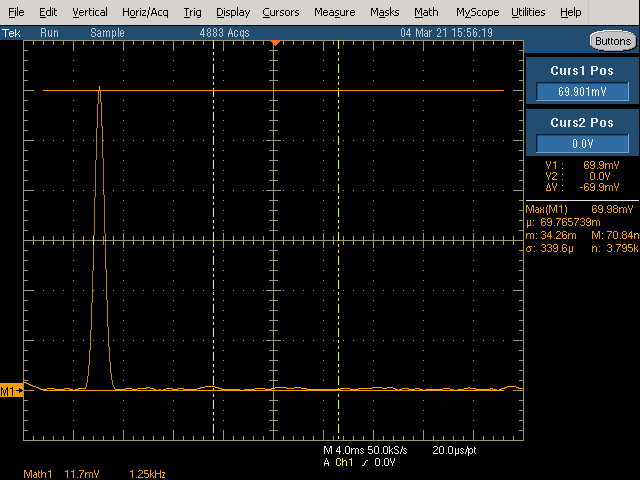 File Edit Vertical Horiz/Acq Trig Display Cursors Measure Masks Math MyScope Utilities Help
Tek Run Sample 4883 Acqs 04 Mar 21 15:56:19
Buttons
Curs1 Pos
69.901mV
Curs2 Pos
0.0V
V1 : 69.9mV
V2 : 0.0V
ΔV : -69.9mV
Max(M1) 69.98mV
µ: 69.765739m
m: 34.26m M: 70.84m
σ: 339.6µ n: 3.795k
M1
M 4.0ms 50.0kS/s 20.0µs/pt
A Ch1 / 0.0V
Math1 11.7mV 1.25kHz